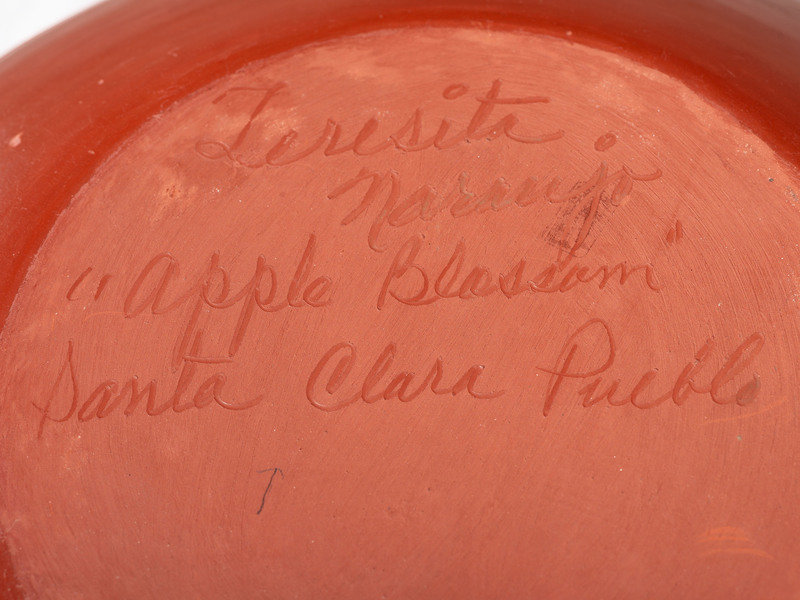 Teresita
Naranjo
"Apple Blossom"
Santa Clara Pueblo